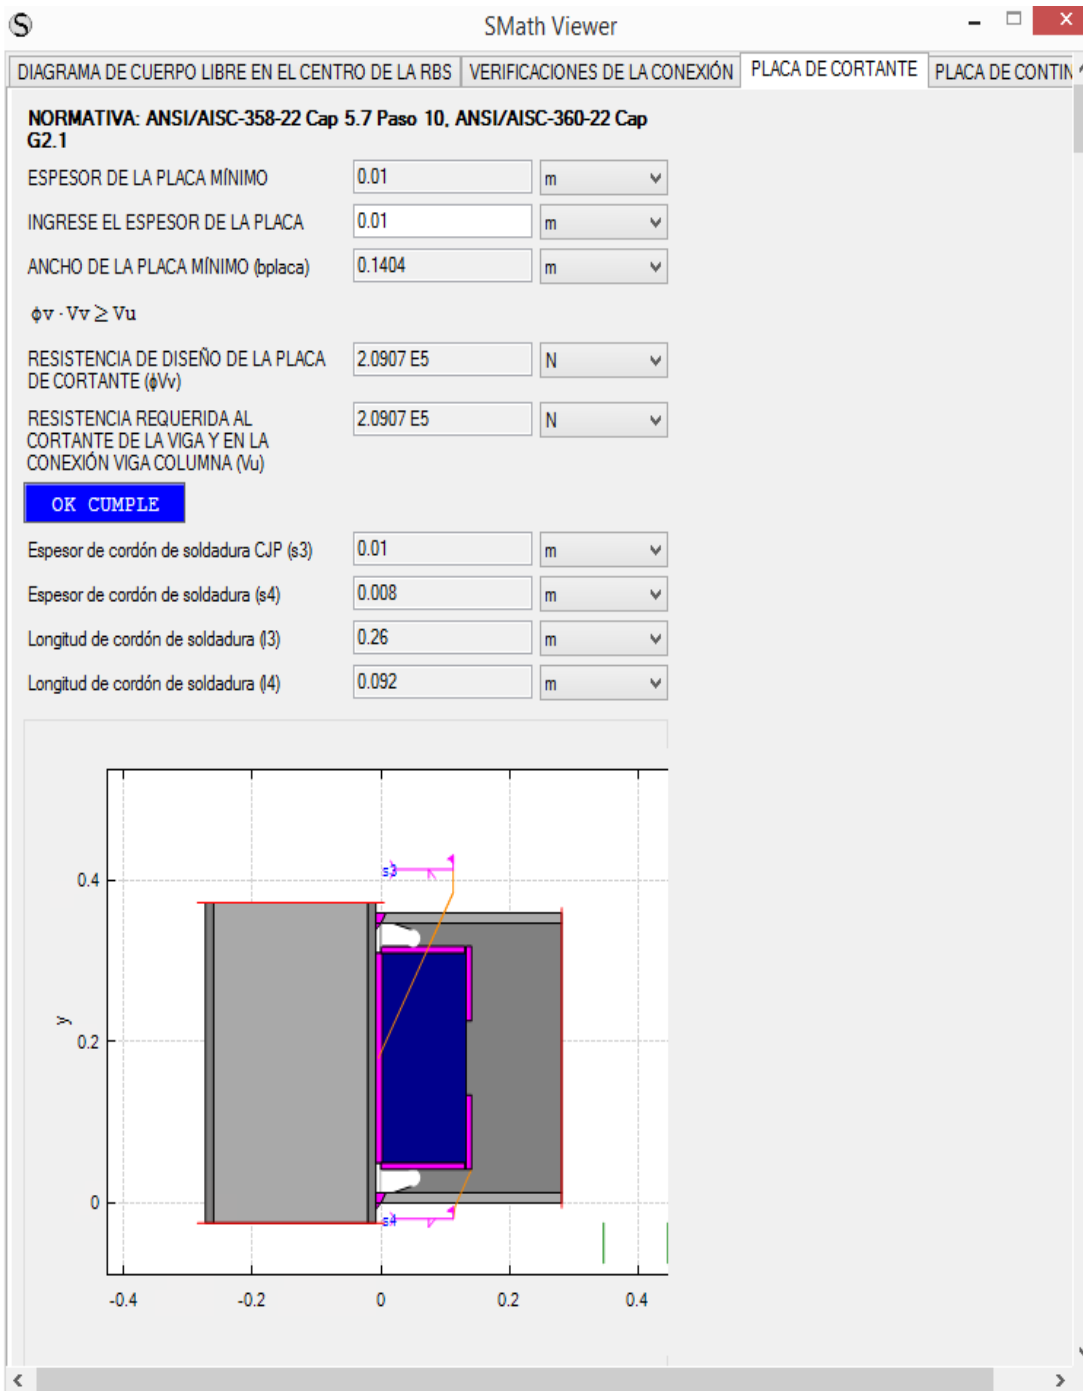 SMath Viewer
DIAGRAMA DE CUERPO LIBRE EN EL CENTRO DE LA RBS
VERIFICACIONES DE LA CONEXIÓN
PLACA DE CORTANTE
PLACA DE CONTIN
NORMATIVA: ANSI/AISC-358-22 Cap 5.7 Paso 10, ANSI/AISC-360-22 Cap
G2.1
ESPESOR DE LA PLACA MÍNIMO 0.01 m
INGRESE EL ESPESOR DE LA PLACA 0.01 m
ANCHO DE LA PLACA MÍNIMO (bplaca) 0.1404 m
ϕv · Vv ≥ Vu
RESISTENCIA DE DISEÑO DE LA PLACA
DE CORTANTE (ϕVv) 2.0907 E5 N
RESISTENCIA REQUERIDA AL
CORTANTE DE LA VIGA Y EN LA
CONEXIÓN VIGA COLUMNA (Vu) 2.0907 E5 N
OK CUMPLE
Espesor de cordón de soldadura CJP (s3) 0.01 m
Espesor de cordón de soldadura (s4) 0.008 m
Longitud de cordón de soldadura (l3) 0.26 m
Longitud de cordón de soldadura (l4) 0.092 m
s3
0.4
y
0.2
0
s4
-0.4 -0.2 0 0.2 0.4